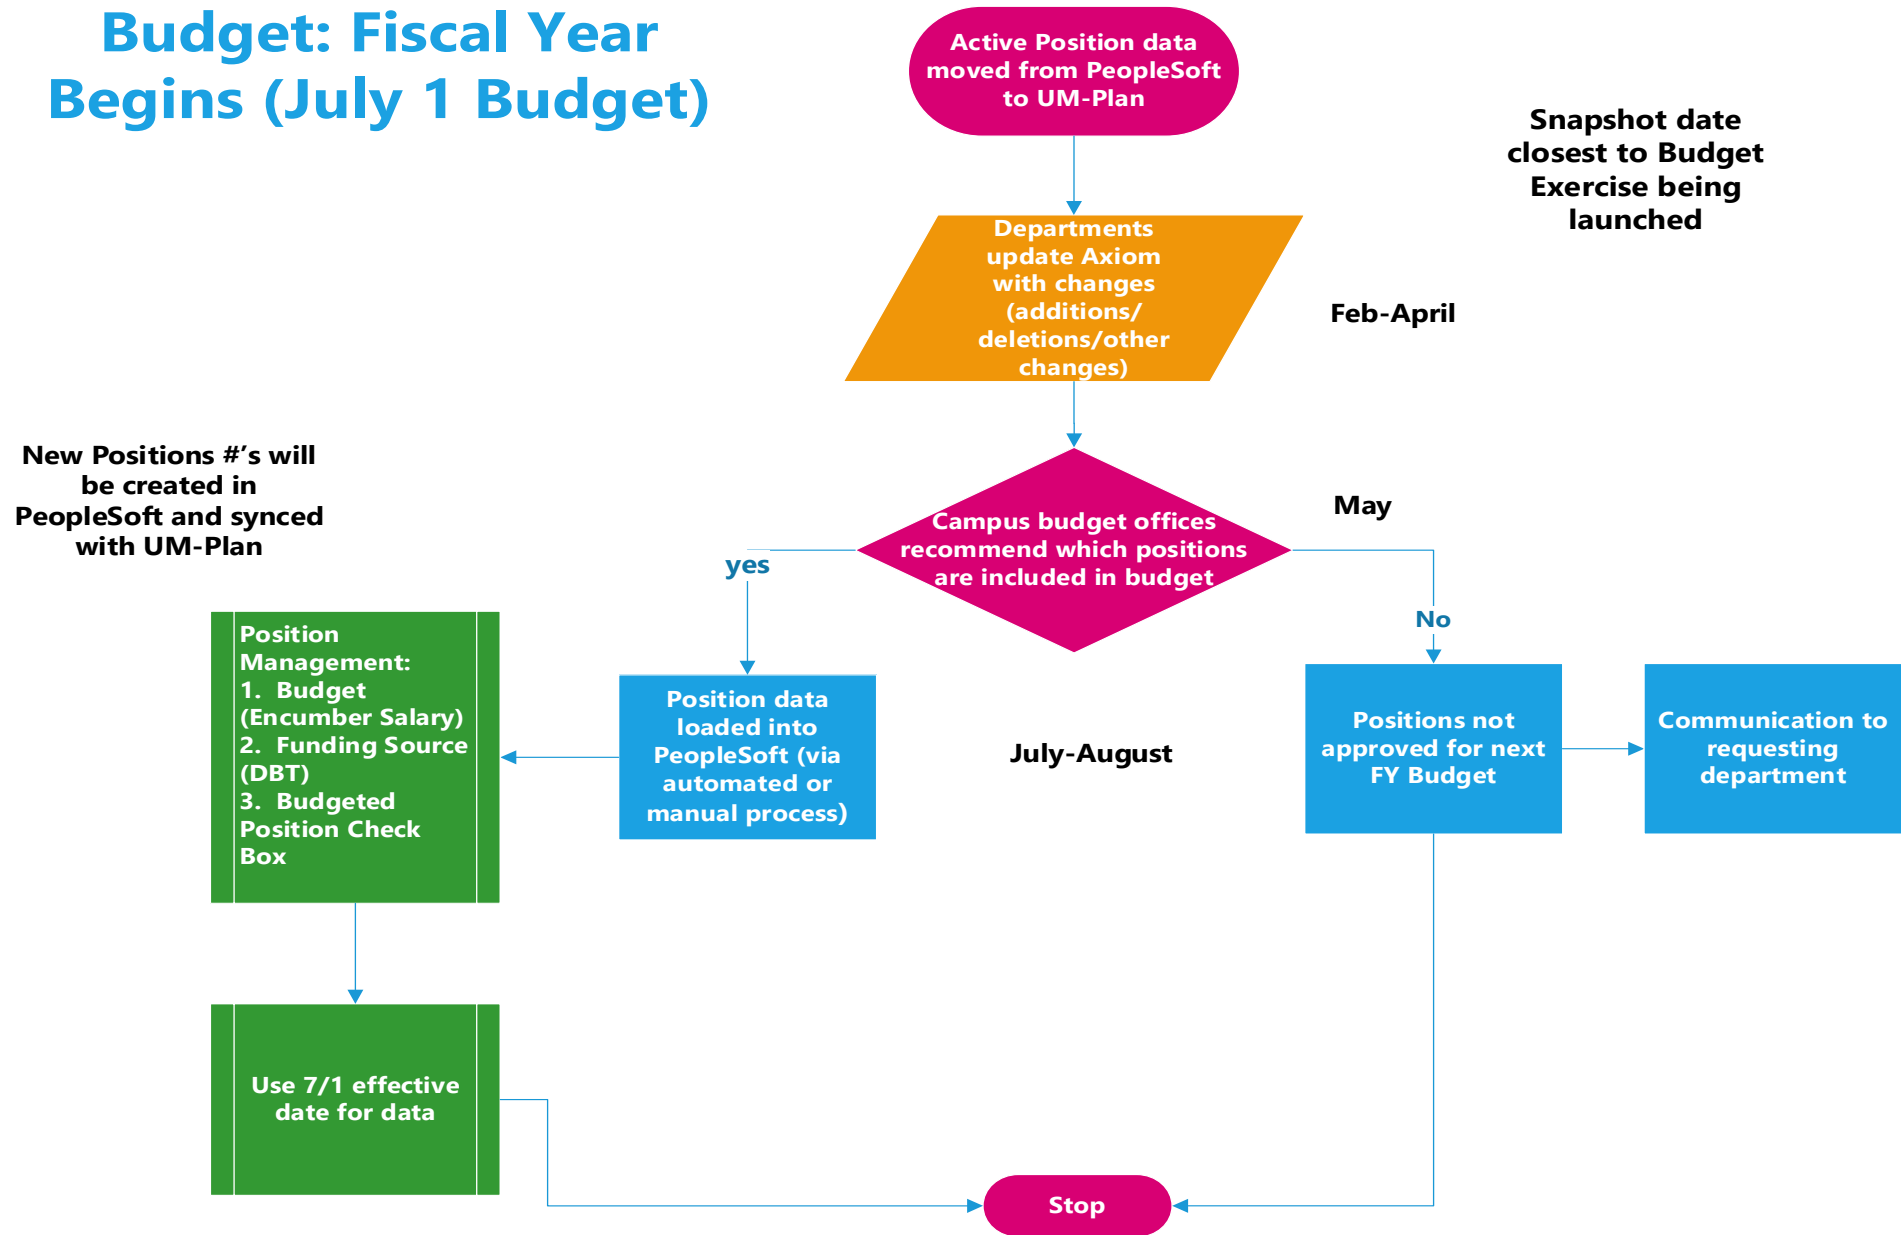 Budget: Fiscal Year
Begins (July 1 Budget)
Active Position data
moved from PeopleSoft
to UM-Plan
Snapshot date
closest to Budget
Exercise being
launched
Departments
update Axiom
with changes
(additions/
deletions/other
changes)
Feb-April
New Positions #’s will
be created in
PeopleSoft and synced
with UM-Plan
May
Campus budget offices
recommend which positions
are included in budget
yes
No
Position
Management:
1. Budget
(Encumber Salary)
2. Funding Source
(DBT)
3. Budgeted
Position Check
Box
Position data
loaded into
PeopleSoft (via
automated or
manual process)
July-August
Positions not
approved for next
FY Budget
Communication to
requesting
department
Use 7/1 effective
date for data
Stop